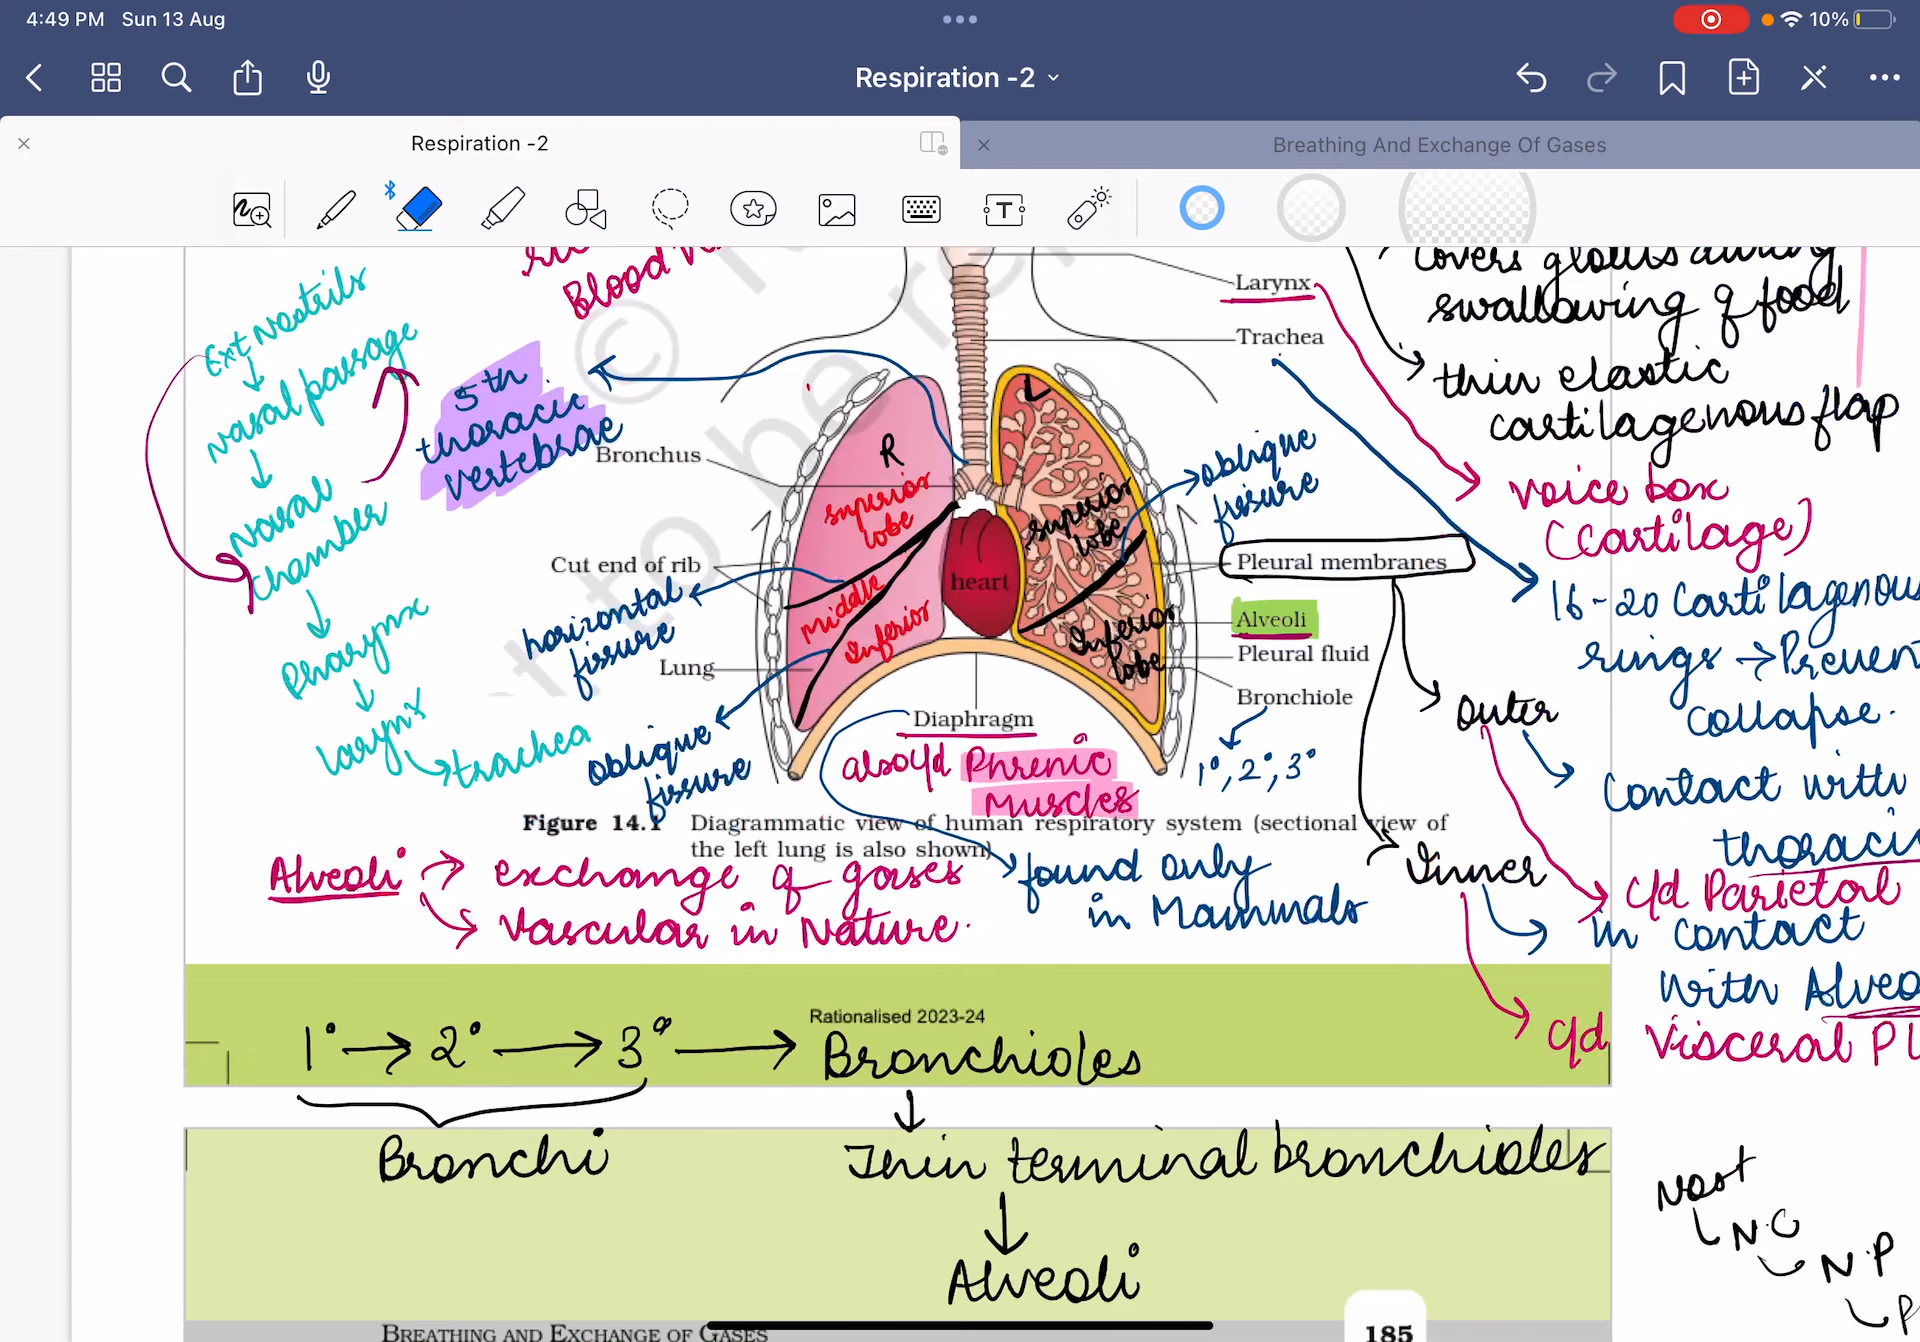 4:49 PM Sun 13 Aug
10%
Respiration -2
Respiration -2
Breathing And Exchange Of Gases
Blood
Larynx
Trachea
covers glottis during
swallowing of food
thin elastic
cartilagenous flap
Ext Nostrils
nasal passage
Nasal
chamber
Pharynx
larynx
trachea
5th
thoracic
vertebrae
Bronchus
Cut end of rib
horizontal
fissure
Lung
oblique
fissure
R
superior
lobe
Middle
Inferior
heart
L
superior
lobe
Inferior
lobe
oblique
fissure
Pleural membranes
Alveoli
Pleural fluid
Bronchiole
1°, 2°, 3°
Diaphragm
also c/d Phrenic
Muscles
voice box
(Cartilage)
16-20 Cartilagenous
rings → Prevent
collapse.
Outer
Contact with
thoraci
c/d Parietal
Inner
in contact
with Alveo
c/d Visceral Pl
Figure 14.1 Diagrammatic view of human respiratory system (sectional view of
the left lung is also shown)
found only
in Mammals
Alveoli → exchange of gases
→ Vascular in Nature.
Rationalised 2023-24
1° → 2° → 3° → Bronchioles
Bronchi
Thin terminal bronchioles
Alveoli
Nost
N.C
N.P
P
BREATHING AND EXCHANGE OF GASES
185